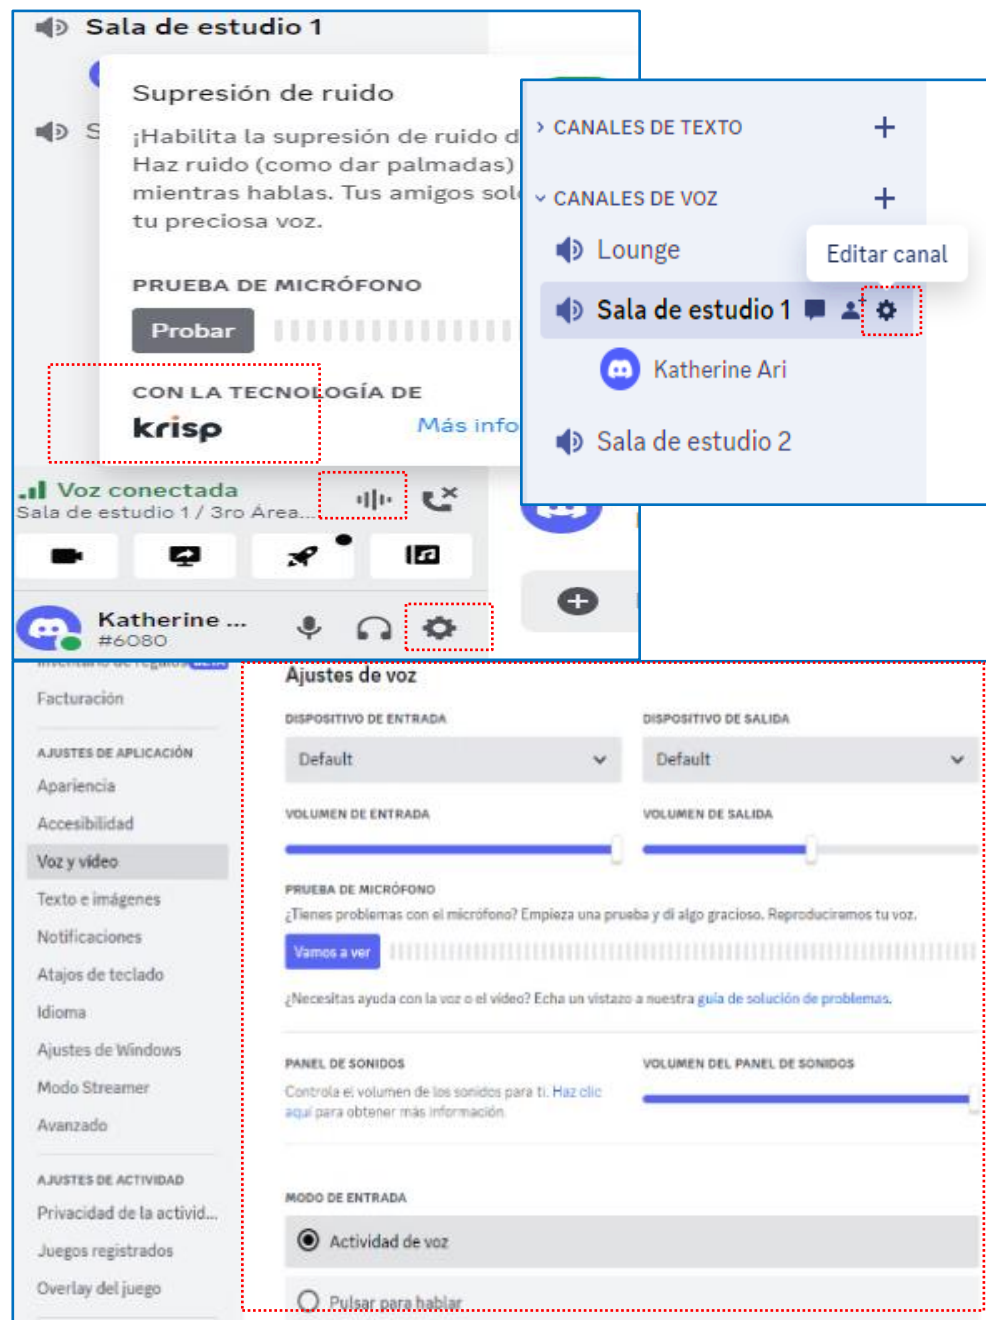 Sala de estudio 1
Supresión de ruido
¡Habilita la supresión de ruido d
Haz ruido (como dar palmadas)
mientras hablas. Tus amigos sol
tu preciosa voz.
PRUEBA DE MICRÓFONO
Probar
CON LA TECNOLOGÍA DE
krisp
Más info
S
Voz conectada
Sala de estudio 1 / 3ro Área...
Katherine ...
#6080
CANALES DE TEXTO
CANALES DE VOZ
Lounge
Editar canal
Sala de estudio 1
Katherine Ari
Sala de estudio 2
Inventario de regalos BETA
Facturación
AJUSTES DE APLICACIÓN
Apariencia
Accesibilidad
Voz y vídeo
Texto e imágenes
Notificaciones
Atajos de teclado
Idioma
Ajustes de Windows
Modo Streamer
Avanzado
AJUSTES DE ACTIVIDAD
Privacidad de la activid...
Juegos registrados
Overlay del juego
Ajustes de voz
DISPOSITIVO DE ENTRADA
DISPOSITIVO DE SALIDA
Default
Default
VOLUMEN DE ENTRADA
VOLUMEN DE SALIDA
PRUEBA DE MICRÓFONO
¿Tienes problemas con el micrófono? Empieza una prueba y di algo gracioso. Reproduciremos tu voz.
Vamos a ver
¿Necesitas ayuda con la voz o el vídeo? Echa un vistazo a nuestra guía de solución de problemas.
PANEL DE SONIDOS
VOLUMEN DEL PANEL DE SONIDOS
Controla el volumen de los sonidos para ti. Haz clic
aquí para obtener más información.
MODO DE ENTRADA
Actividad de voz
Pulsar para hablar